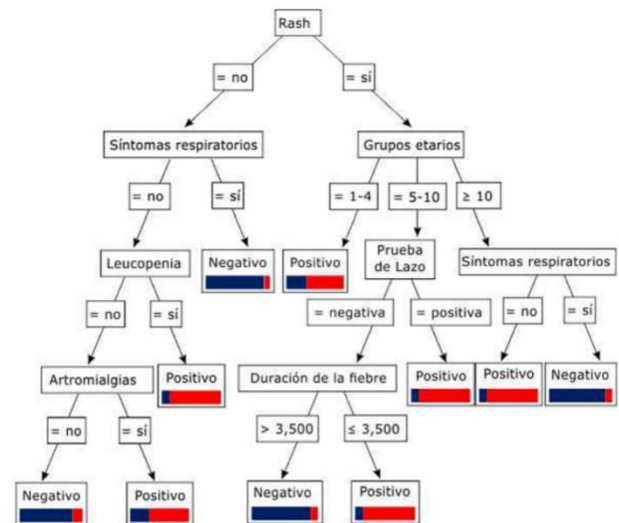 Rash
= no
= sí
Síntomas respiratorios
Grupos etarios
= no
= sí
= 1-4
= 5-10
≥ 10
Leucopenia
Negativo
Positivo
Prueba
de Lazo
Síntomas respiratorios
= no
= sí
= negativa
= positiva
= no
= sí
Artromialgias
Positivo
Duración de la fiebre
Positivo
Positivo
Negativo
= no
= sí
> 3,500
≤ 3,500
Negativo
Positivo
Negativo
Positivo